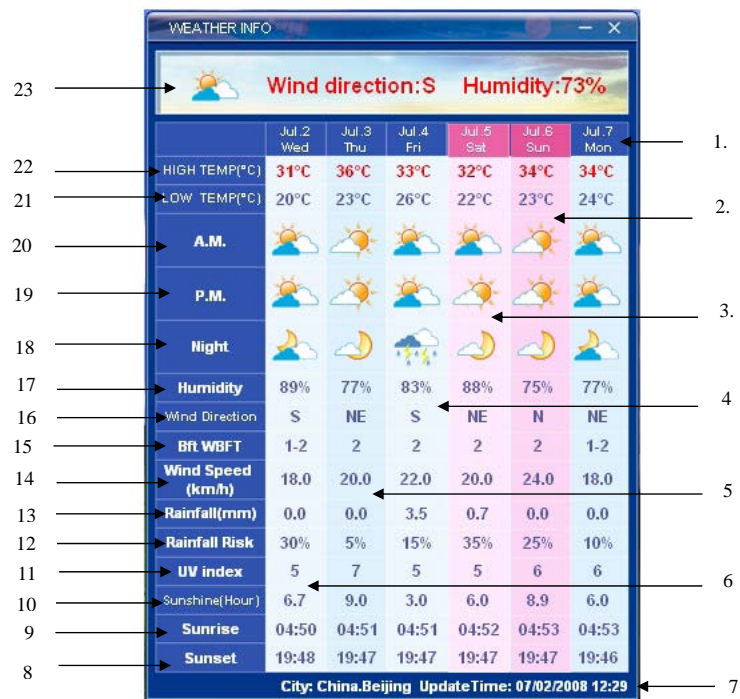 WEATHER INFO
23 Wind direction:S Humidity:73%
Jul.2 Jul.3 Jul.4 Jul.5 Jul.6 Jul.7
Wed Thu Fri Sat Sun Mon 1.
22 HIGH TEMP(°C) 31°C 36°C 33°C 32°C 34°C 34°C
21 LOW TEMP(°C) 20°C 23°C 26°C 22°C 23°C 24°C
2.
20 A.M.
19 P.M.
3.
18 Night
17 Humidity 89% 77% 83% 88% 75% 77%
4
16 Wind Direction S NE S NE N NE
15 Bft WBFT 1-2 2 2 2 2 1-2
14 Wind Speed (km/h) 18.0 20.0 22.0 20.0 24.0 18.0
5
13 Rainfall(mm) 0.0 0.0 3.5 0.7 0.0 0.0
12 Rainfall Risk 30% 5% 15% 35% 25% 10%
11 UV index 5 7 5 5 6 6
6
10 Sunshine(Hour) 6.7 9.0 3.0 6.0 8.9 6.0
9 Sunrise 04:50 04:51 04:51 04:52 04:53 04:53
8 Sunset 19:48 19:47 19:47 19:47 19:47 19:46
City: China.Beijing UpdateTime: 07/02/2008 12:29 7